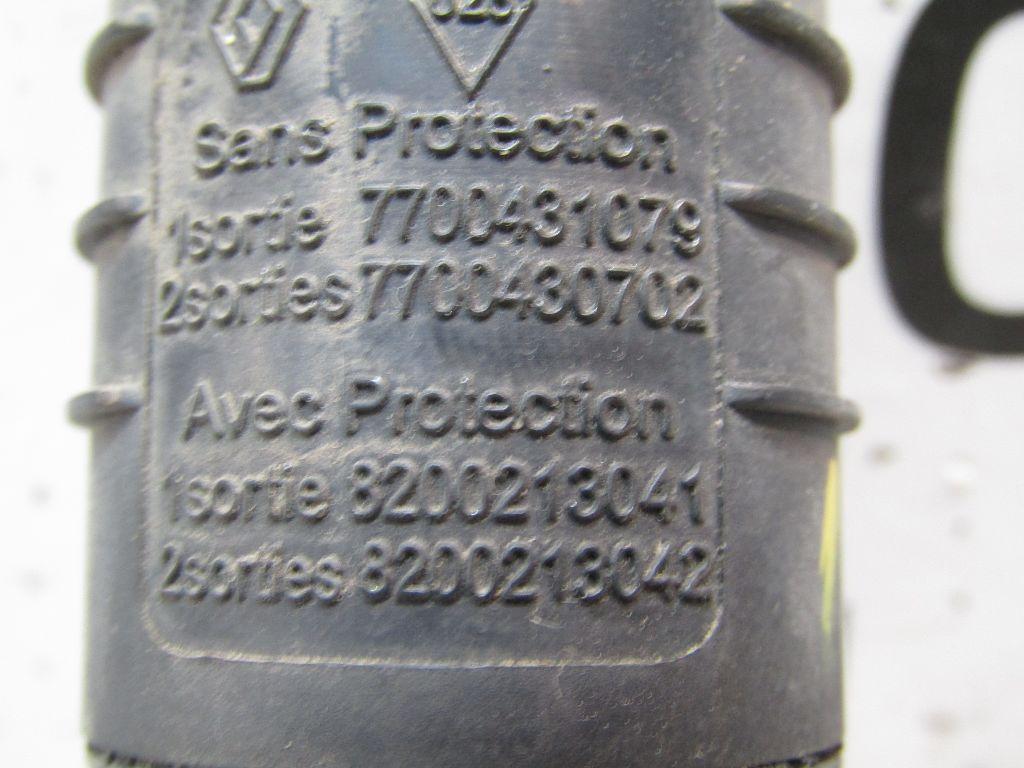 Sans Protection
1sortie 7700431079
2sorties 7700430702
Avec Protection
1sortie 8200213041
2sorties 8200213042